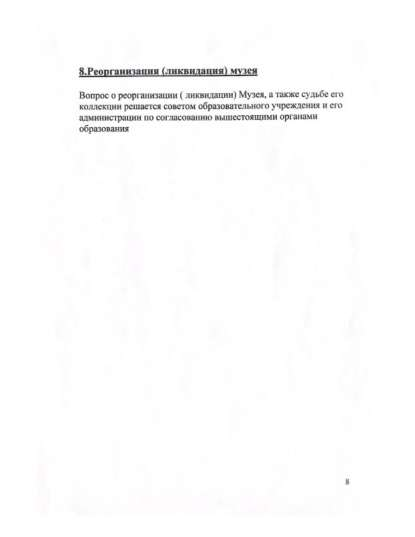 8.Реорганизация (ликвидация) музея
Вопрос о реорганизации ( ликвидации) Музея, а также судьбе его
коллекции решается советом образовательного учреждения и его
администрации по согласованию вышестоящими органами
образования
8